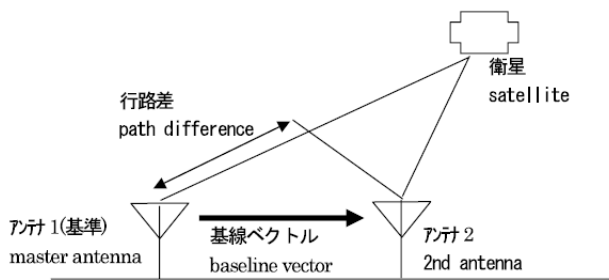 衛星
satellite
行路差
path difference
ｱﾝﾃﾅ 1(基準)
master antenna
基線ベクトル
baseline vector
ｱﾝﾃﾅ 2
2nd antenna